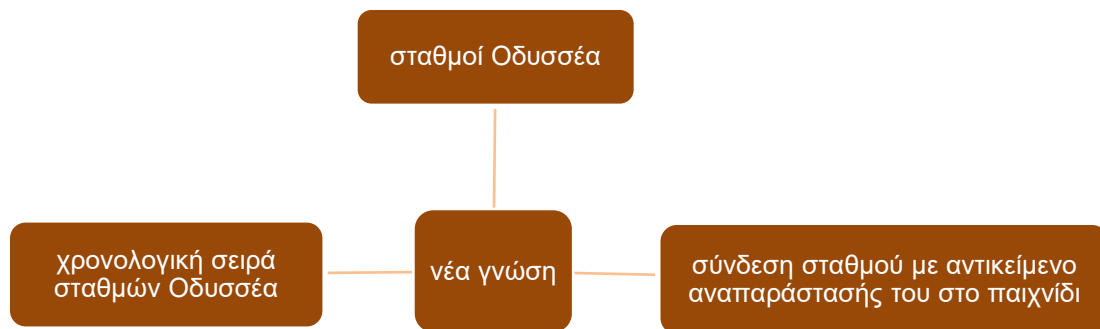 σταθμοί Οδυσσέα
χρονολογική σειρά
σταθμών Οδυσσέα
νέα γνώση
σύνδεση σταθμού με αντικείμενο
αναπαράστασής του στο παιχνίδι